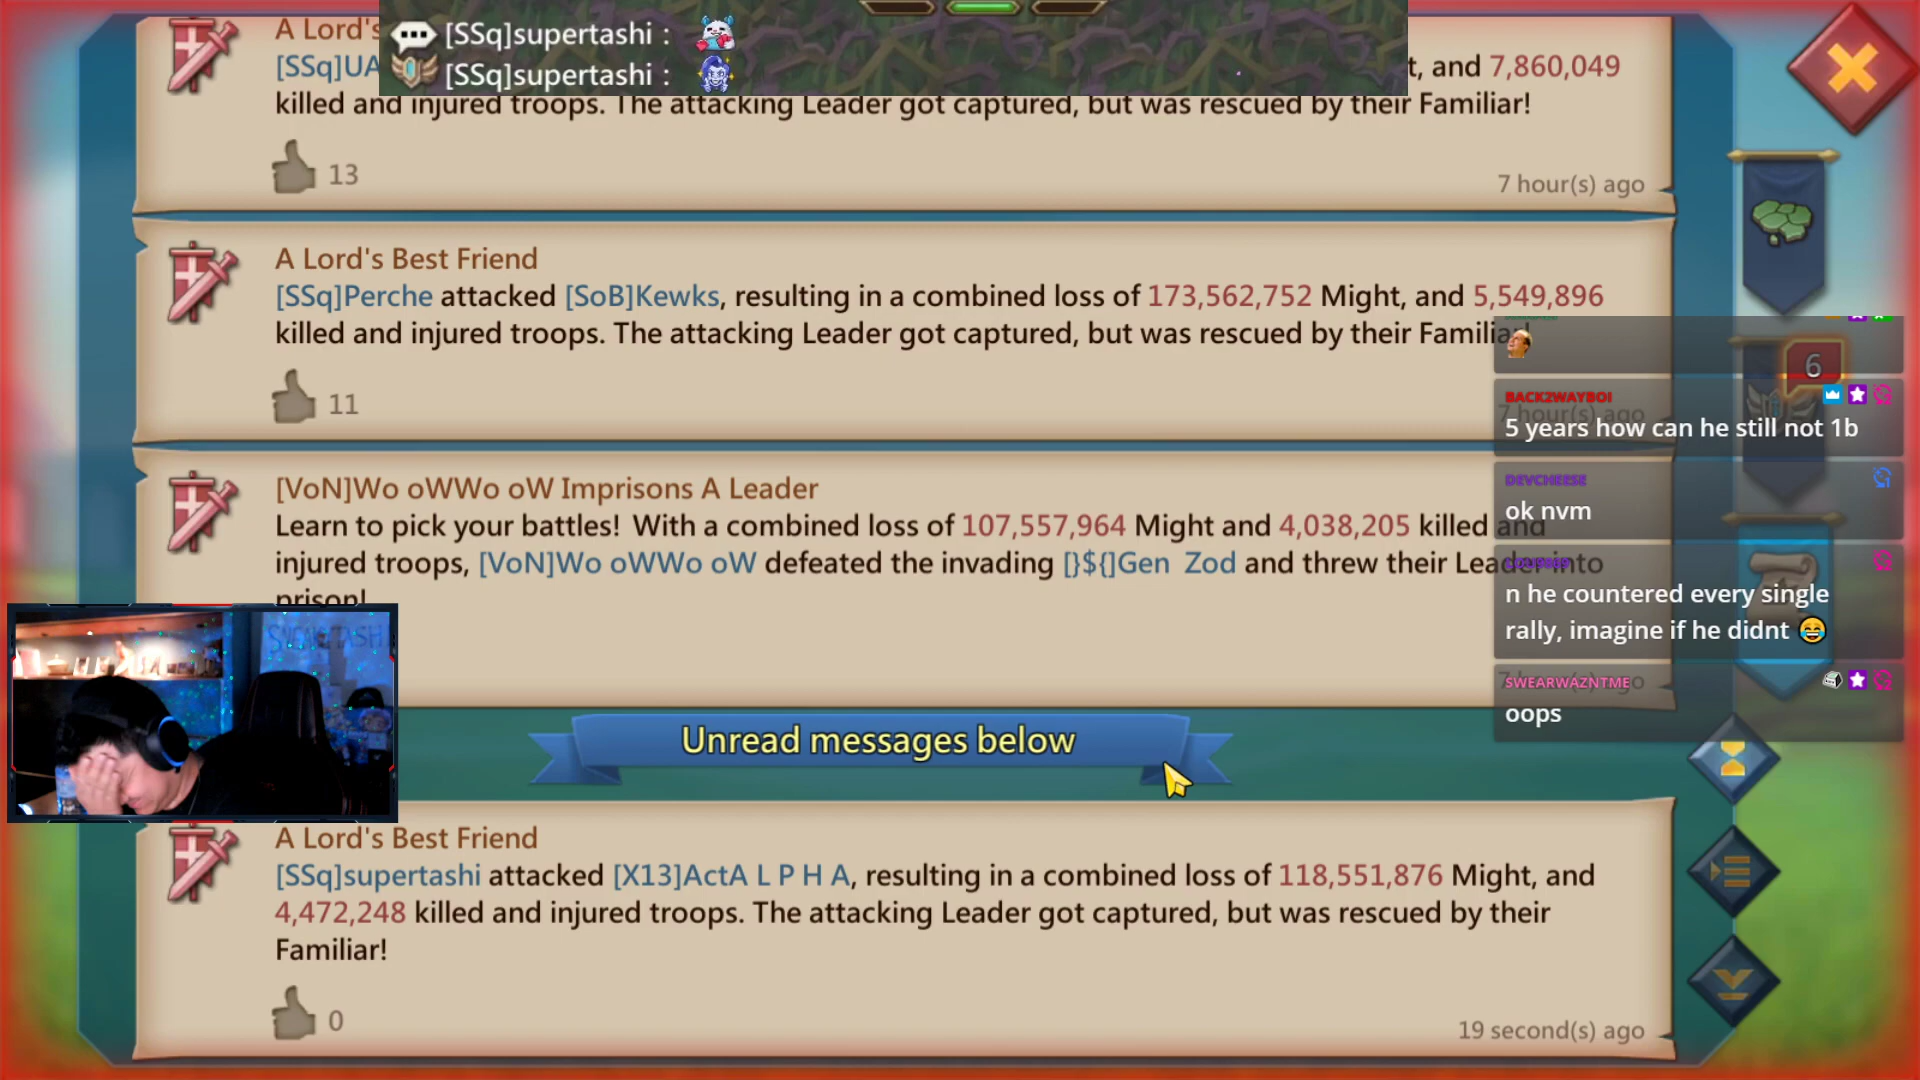 [SSq]supertashi :
[SSq]supertashi :
A Lord's
[SSq]UA
t, and 7,860,049
killed and injured troops. The attacking Leader got captured, but was rescued by their Familiar!
13
7 hour(s) ago
A Lord's Best Friend
[SSq]Perche attacked [SoB]Kewks, resulting in a combined loss of 173,562,752 Might, and 5,549,896
killed and injured troops. The attacking Leader got captured, but was rescued by their Familiar!
11
7 hour(s) ago
[VoN]Wo oWWo oW Imprisons A Leader
Learn to pick your battles! With a combined loss of 107,557,964 Might and 4,038,205 killed and
injured troops, [VoN]Wo oWWo oW defeated the invading [}${]Gen Zod and threw their Leader into
prison!
Unread messages below
A Lord's Best Friend
[SSq]supertashi attacked [X13]ActA L P H A, resulting in a combined loss of 118,551,876 Might, and
4,472,248 killed and injured troops. The attacking Leader got captured, but was rescued by their
Familiar!
0
19 second(s) ago
6
BACK2WAYBOI
5 years how can he still not 1b
DEVCHEESE
ok nvm
n he countered every single
rally, imagine if he didnt 😂
SWEARWAZNTME
oops